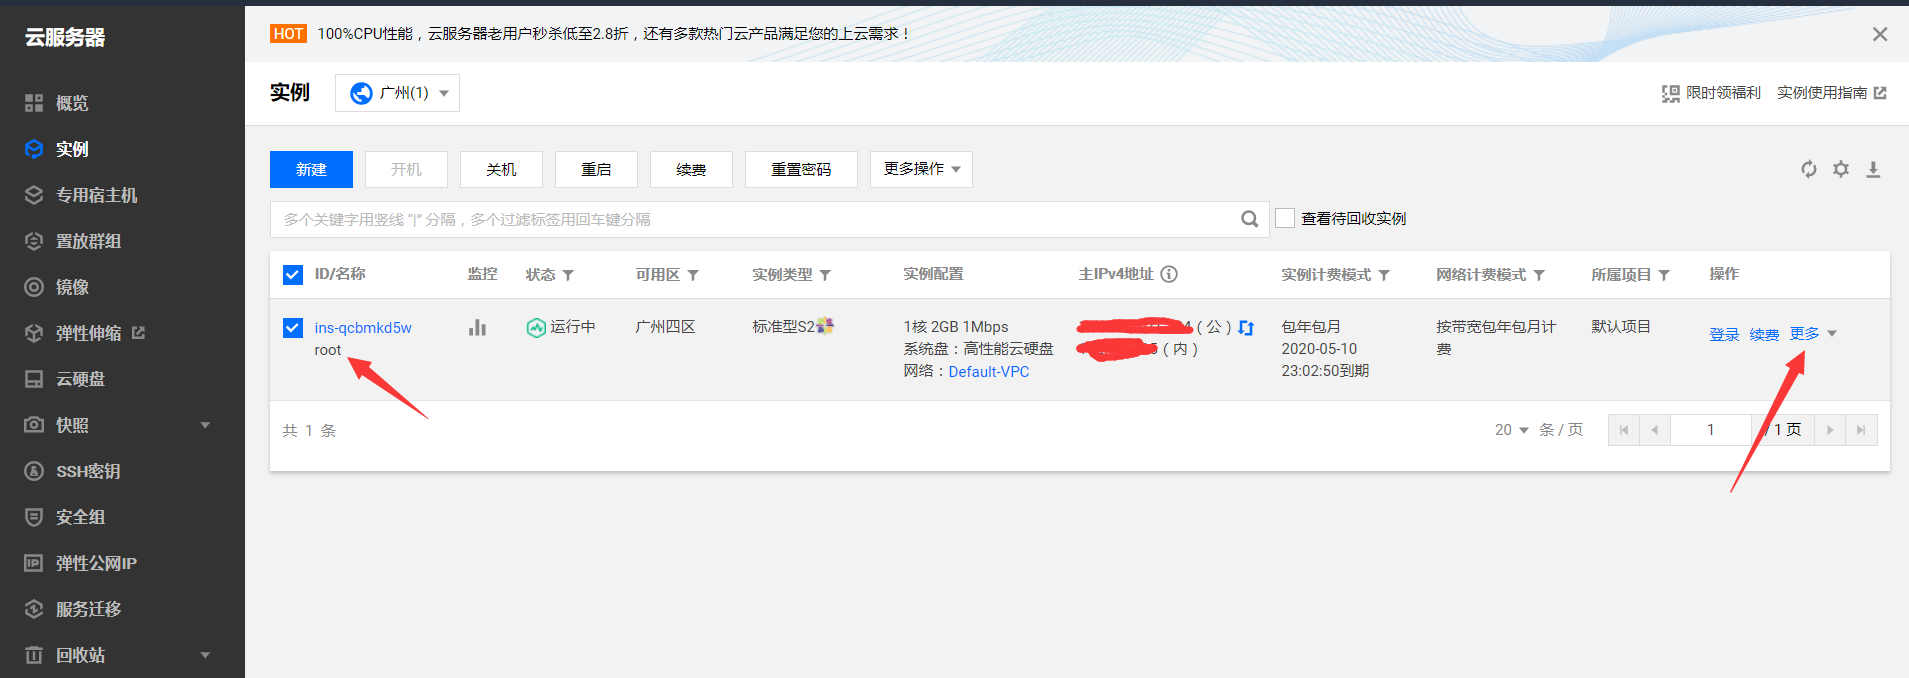 云服务器
概览
实例
专用宿主机
置放群组
镜像
弹性伸缩
云硬盘
快照
SSH密钥
安全组
弹性公网IP
服务迁移
回收站
HOT 100%CPU性能，云服务器老用户秒杀低至2.8折，还有多款热门云产品满足您的上云需求！
实例 广州(1) 限时领福利 实例使用指南
新建 开机 关机 重启 续费 重置密码 更多操作
多个关键字用竖线 “|” 分隔，多个过滤标签用回车键分隔 查看待回收实例
ID/名称 监控 状态 可用区 实例类型 实例配置 主IPv4地址 实例计费模式 网络计费模式 所属项目 操作
ins-qcbmkd5w
root
运行中
广州四区
标准型S2
1核 2GB 1Mbps
系统盘：高性能云硬盘
网络：Default-VPC
（公）
（内）
包年包月
2020-05-10
23:02:50到期
按带宽包年包月计
费
默认项目
登录 续费 更多
共 1 条 20 条 / 页 1 / 1 页